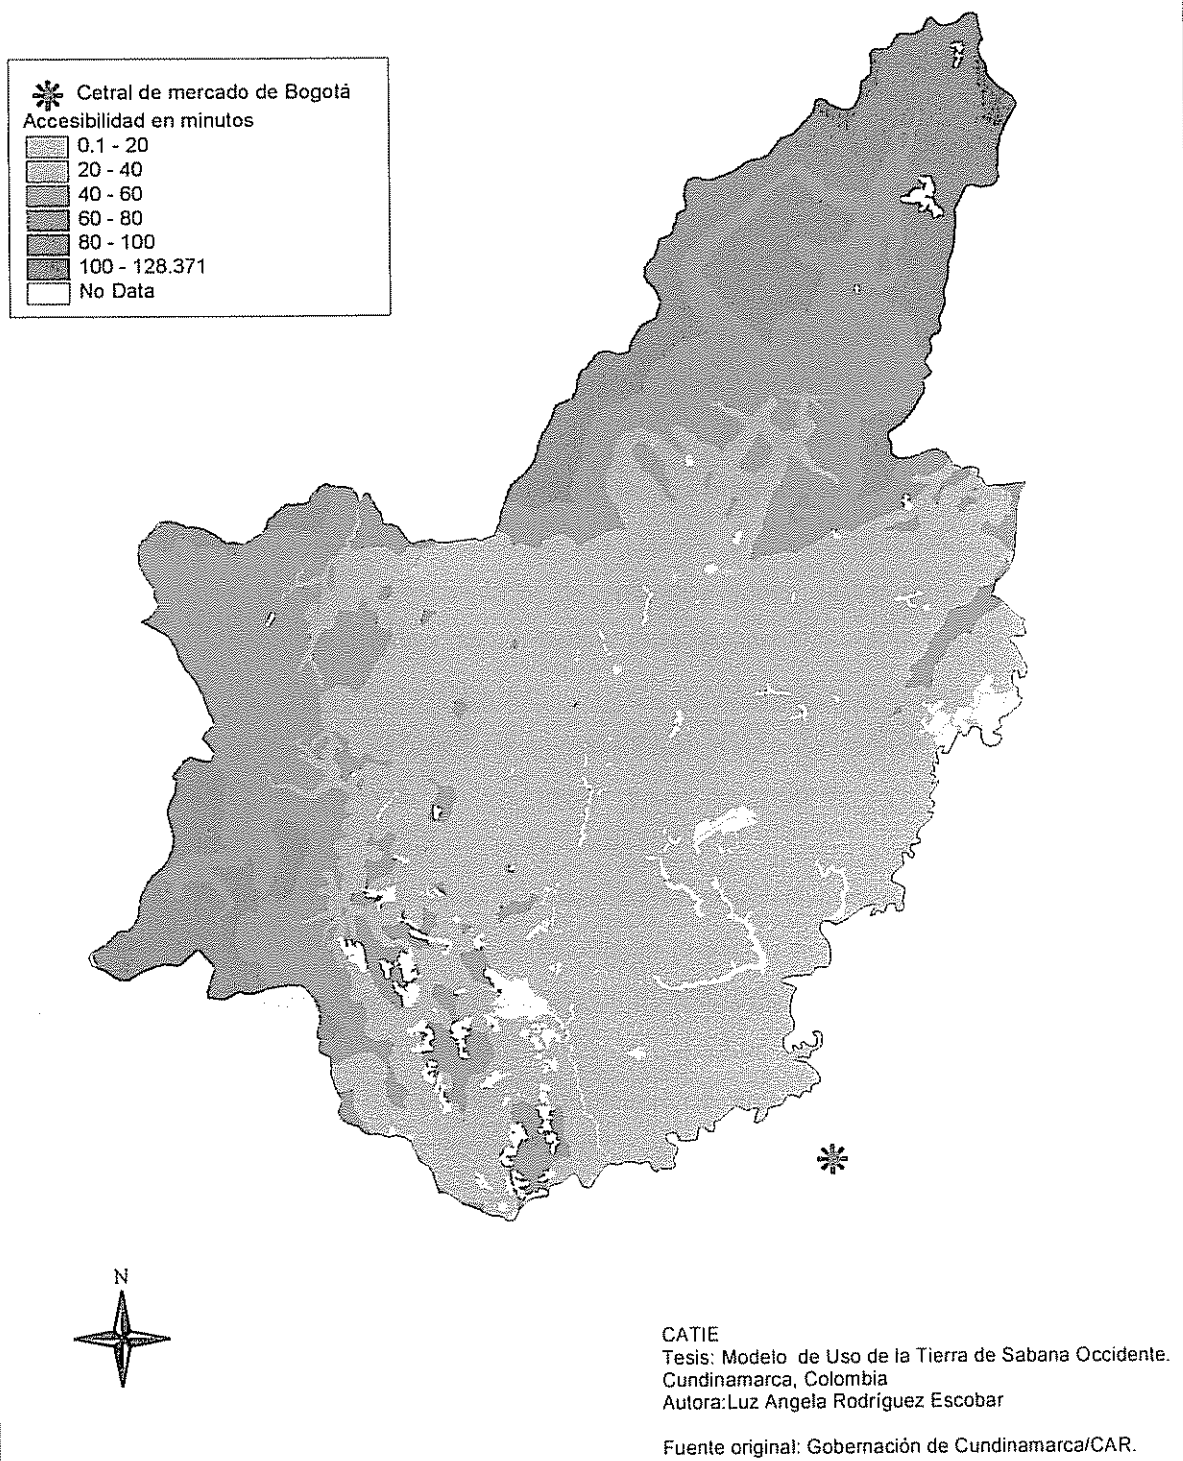 Cetral de mercado de Bogotá
Accesibilidad en minutos
0.1 - 20
20 - 40
40 - 60
60 - 80
80 - 100
100 - 128.371
No Data
N
CATIE
Tesis: Modelo de Uso de la Tierra de Sabana Occidente.
Cundinamarca, Colombia
Autora:Luz Angela Rodríguez Escobar
Fuente original: Gobernación de Cundinamarca/CAR.